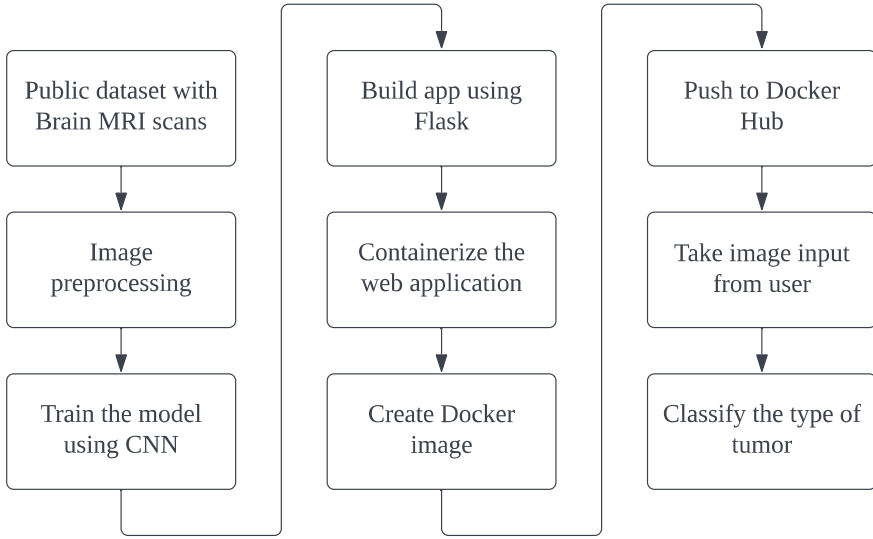 Public dataset with
Brain MRI scans
Image
preprocessing
Train the model
using CNN
Build app using
Flask
Containerize the
web application
Create Docker
image
Push to Docker
Hub
Take image input
from user
Classify the type of
tumor